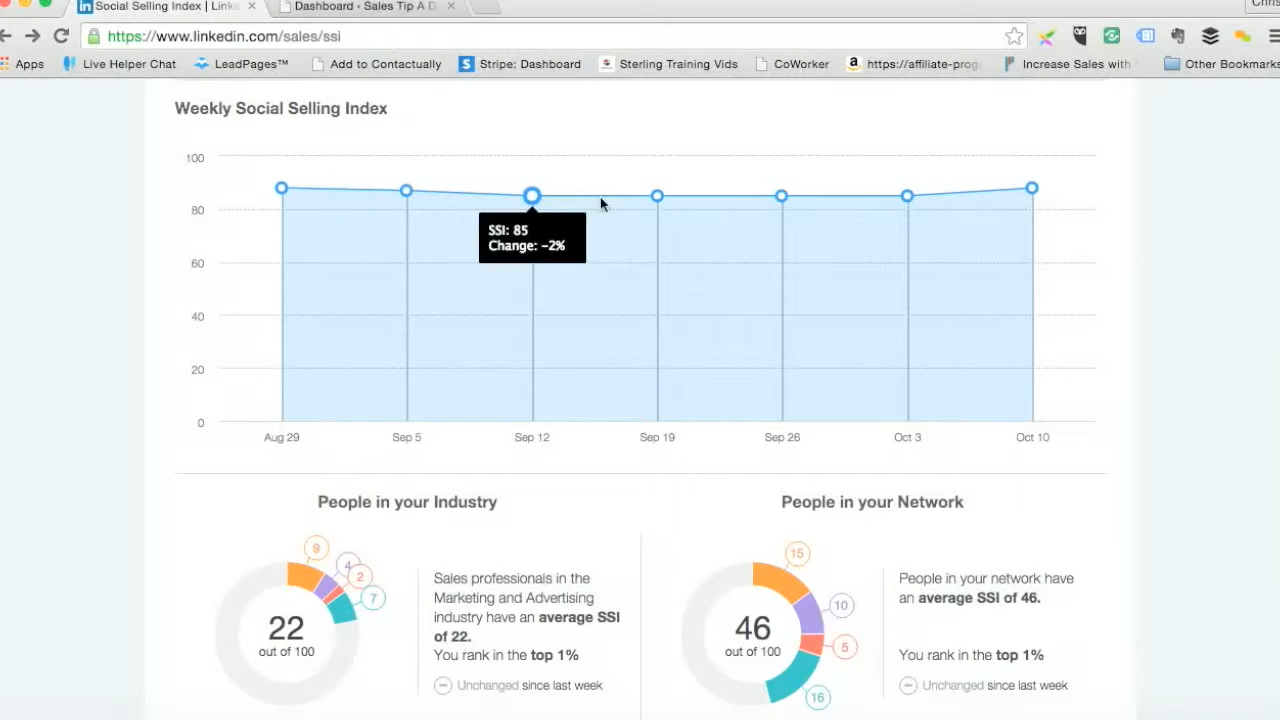 Social Selling Index | Linke
Dashboard ‹ Sales Tip A D
Chris
https://www.linkedin.com/sales/ssi
Apps
Live Helper Chat
LeadPages™
Add to Contactually
Stripe: Dashboard
Sterling Training Vids
CoWorker
https://affiliate-prog
Increase Sales with
Other Bookmarks
Weekly Social Selling Index
100
80
60
40
20
0
SSI: 85
Change: -2%
Aug 29
Sep 5
Sep 12
Sep 19
Sep 26
Oct 3
Oct 10
People in your Industry
9
4
2
7
22
out of 100
Sales professionals in the
Marketing and Advertising
industry have an average SSI
of 22.
You rank in the top 1%
Unchanged since last week
People in your Network
15
10
5
16
46
out of 100
People in your network have
an average SSI of 46.
You rank in the top 1%
Unchanged since last week